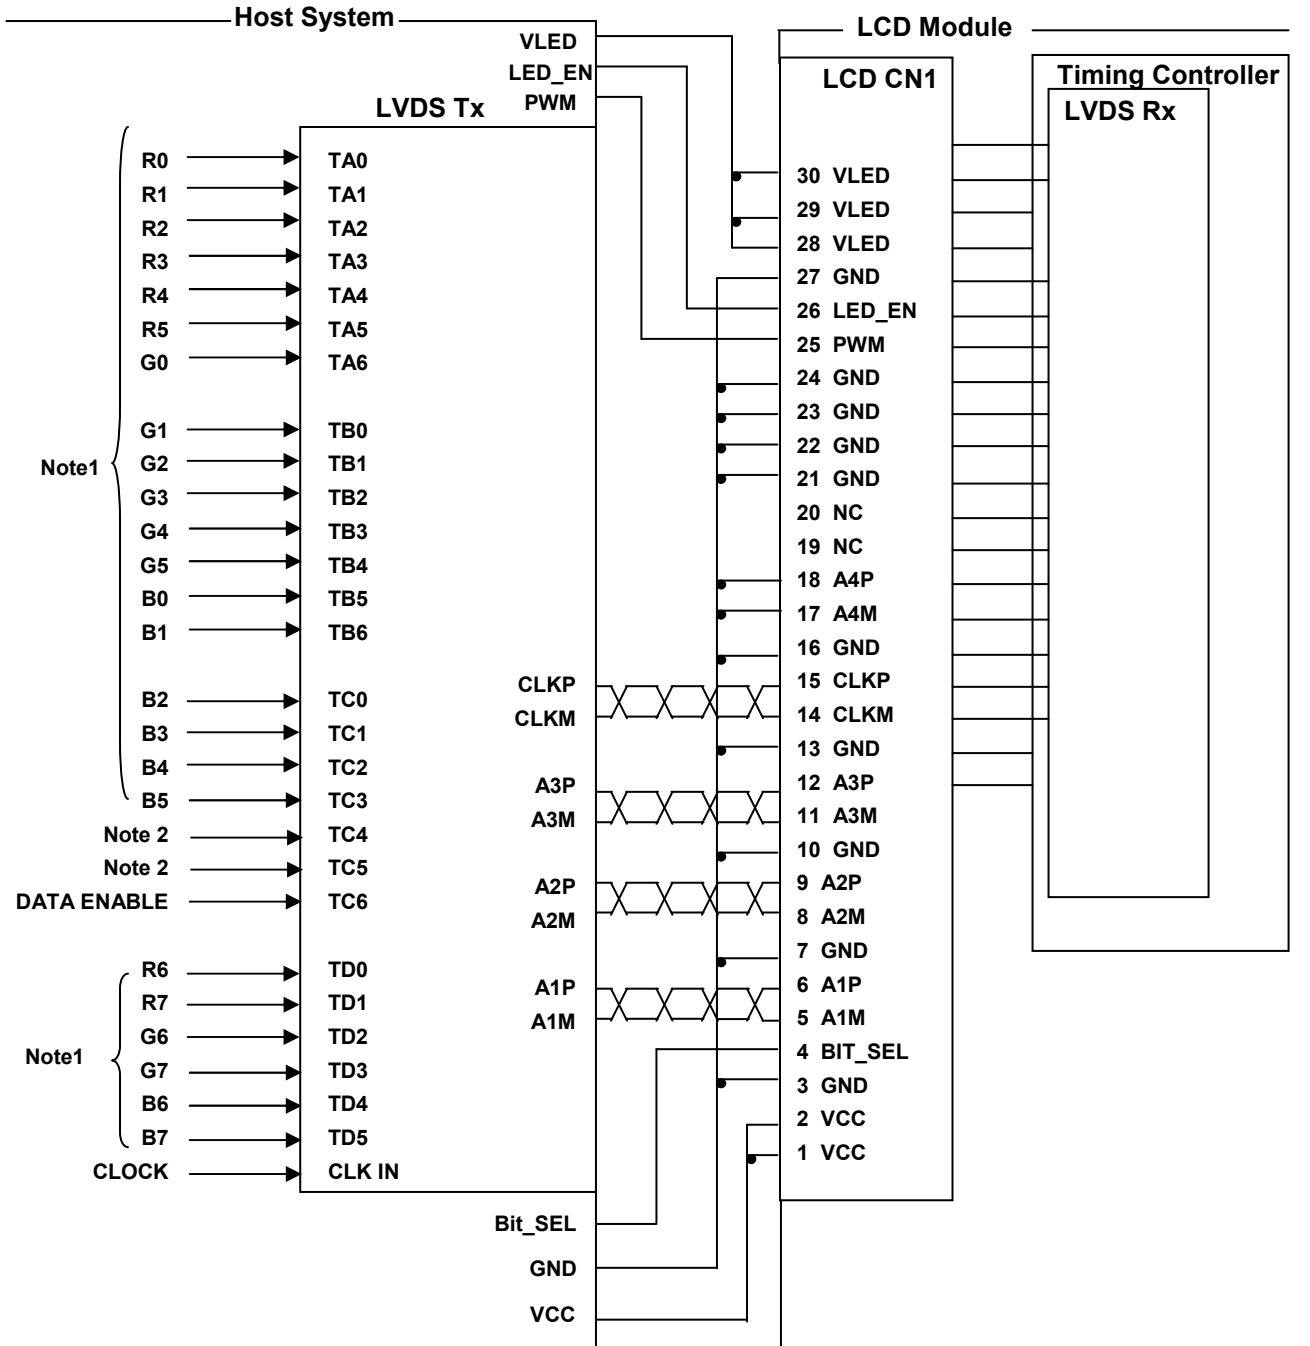 Host System
LCD Module
VLED
LED_EN
PWM
LVDS Tx
LCD CN1
Timing Controller
LVDS Rx
R0 TA0
R1 TA1
R2 TA2
R3 TA3
R4 TA4
R5 TA5
G0 TA6
G1 TB0
Note1
G2 TB1
G3 TB2
G4 TB3
G5 TB4
B0 TB5
B1 TB6
B2 TC0
B3 TC1
B4 TC2
B5 TC3
Note 2 TC4
Note 2 TC5
DATA ENABLE TC6
R6 TD0
R7 TD1
Note1
G6 TD2
G7 TD3
B6 TD4
B7 TD5
CLOCK CLK IN
CLKP
CLKM
A3P
A3M
A2P
A2M
A1P
A1M
Bit_SEL
GND
VCC
30 VLED
29 VLED
28 VLED
27 GND
26 LED_EN
25 PWM
24 GND
23 GND
22 GND
21 GND
20 NC
19 NC
18 A4P
17 A4M
16 GND
15 CLKP
14 CLKM
13 GND
12 A3P
11 A3M
10 GND
9 A2P
8 A2M
7 GND
6 A1P
5 A1M
4 BIT_SEL
3 GND
2 VCC
1 VCC